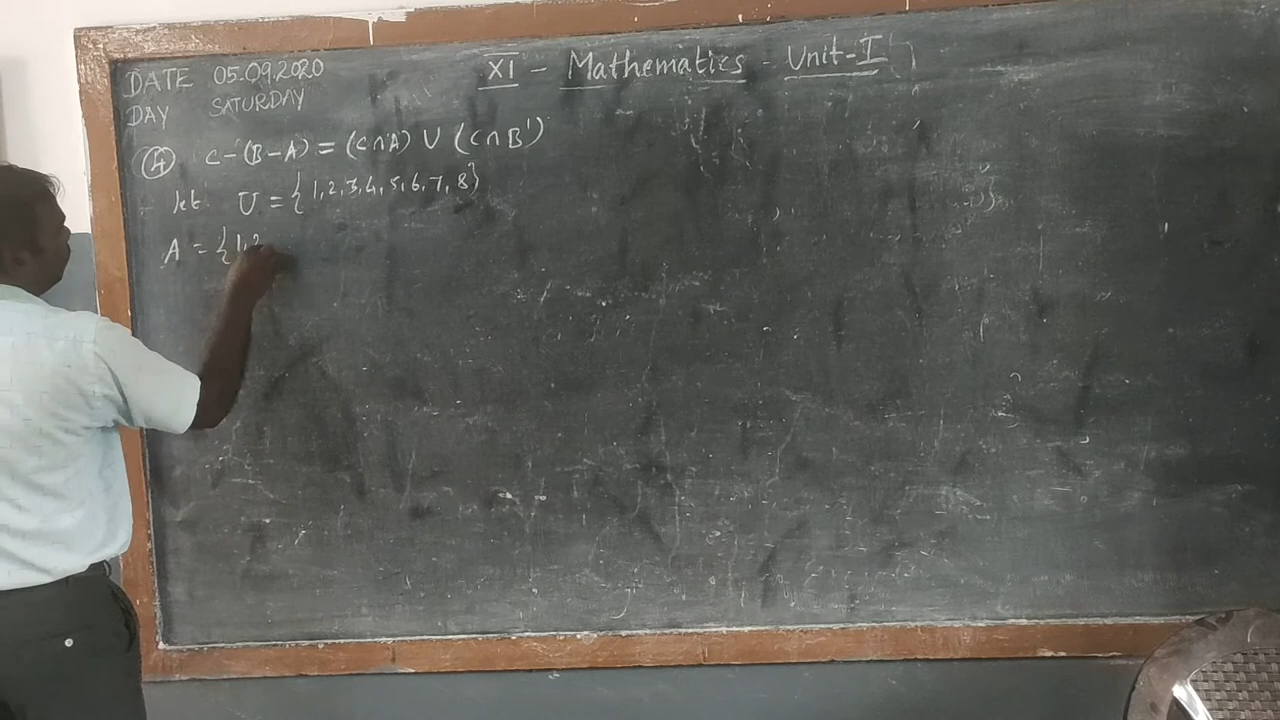 DATE 05.09.2020
XI - Mathematics - Unit-I
DAY SATURDAY
4 C-(B-A) = (C∩A) ∪ (C∩B')
let U = {1,2,3,4,5,6,7,8}
A = {1,2